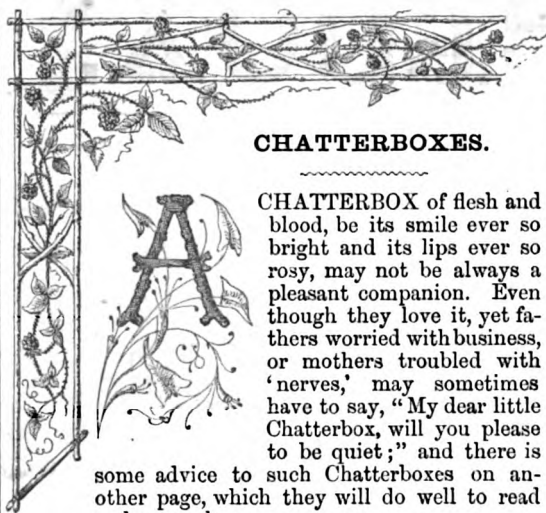 CHATTERBOXES.
A CHATTERBOX of flesh and
blood, be its smile ever so
bright and its lips ever so
rosy, may not be always a
pleasant companion. Even
though they love it, yet fa-
thers worried with business,
or mothers troubled with
‘nerves,’ may sometimes
have to say, “My dear little
Chatterbox, will you please
to be quiet;” and there is
some advice to such Chatterboxes on an-
other page, which they will do well to read